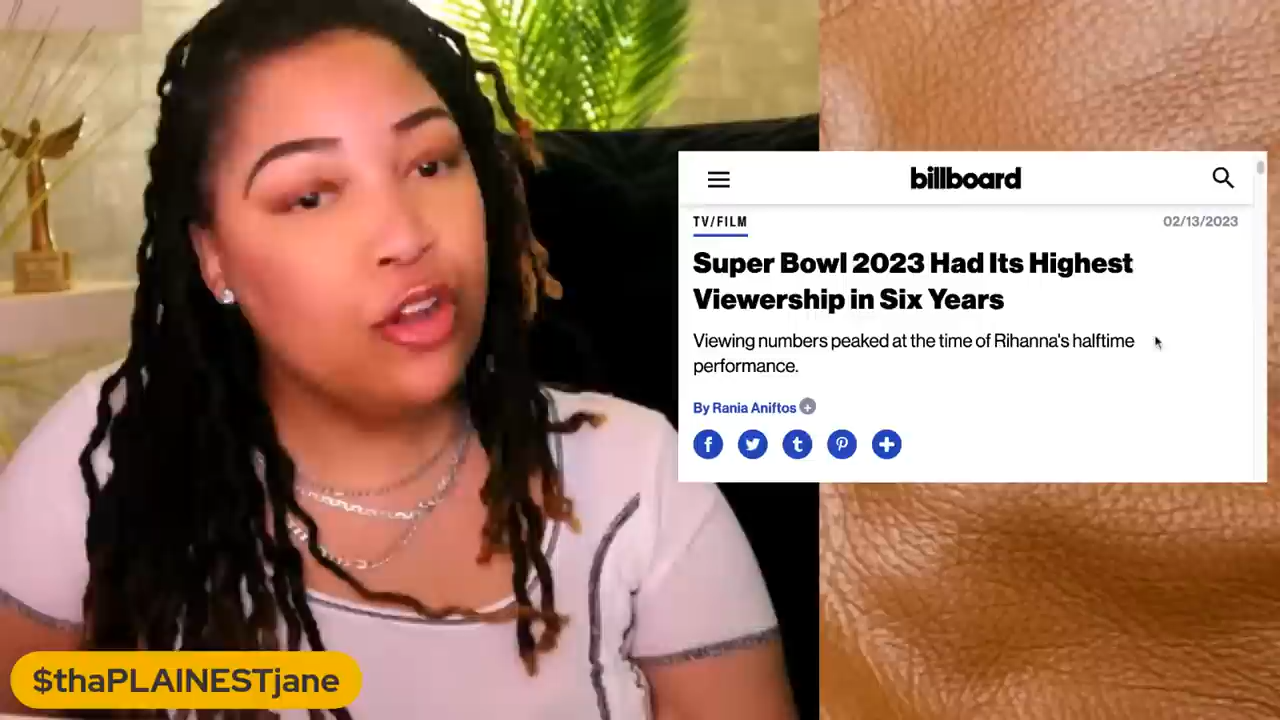 billboard
TV/FILM
02/13/2023
Super Bowl 2023 Had Its Highest
Viewership in Six Years
Viewing numbers peaked at the time of Rihanna's halftime
performance.
By Rania Aniftos
$thaPLAINESTjane